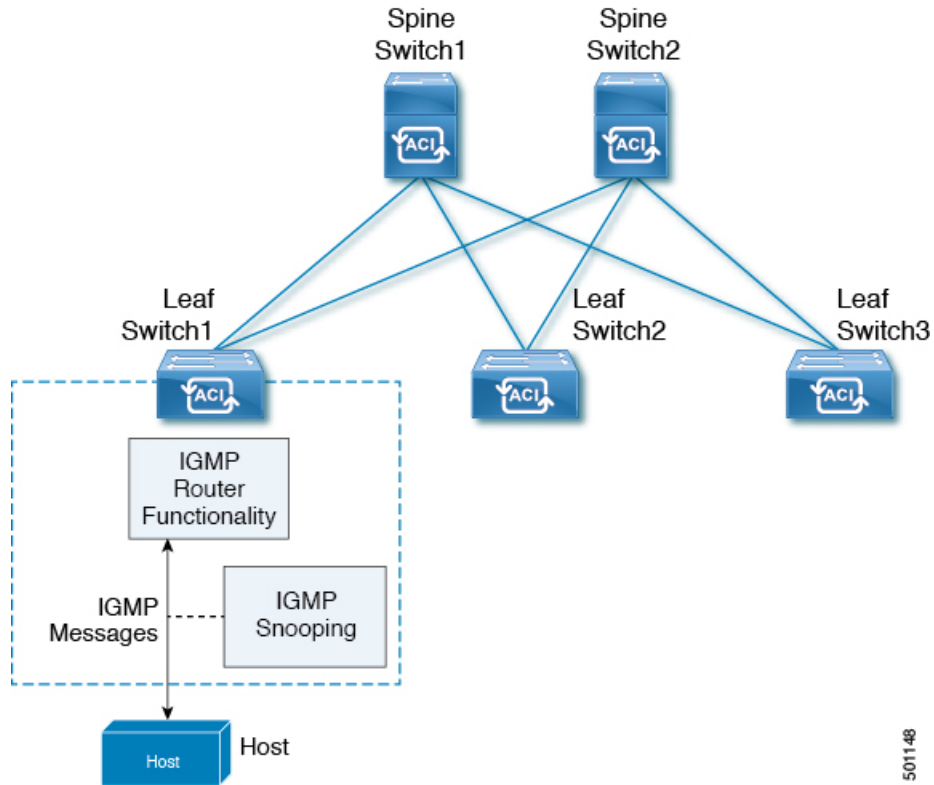 Spine
Switch1
Spine
Switch2
ACI
ACI
Leaf
Switch1
Leaf
Switch2
Leaf
Switch3
ACI
ACI
ACI
IGMP
Router
Functionality
IGMP
Messages
IGMP
Snooping
Host
Host
501148